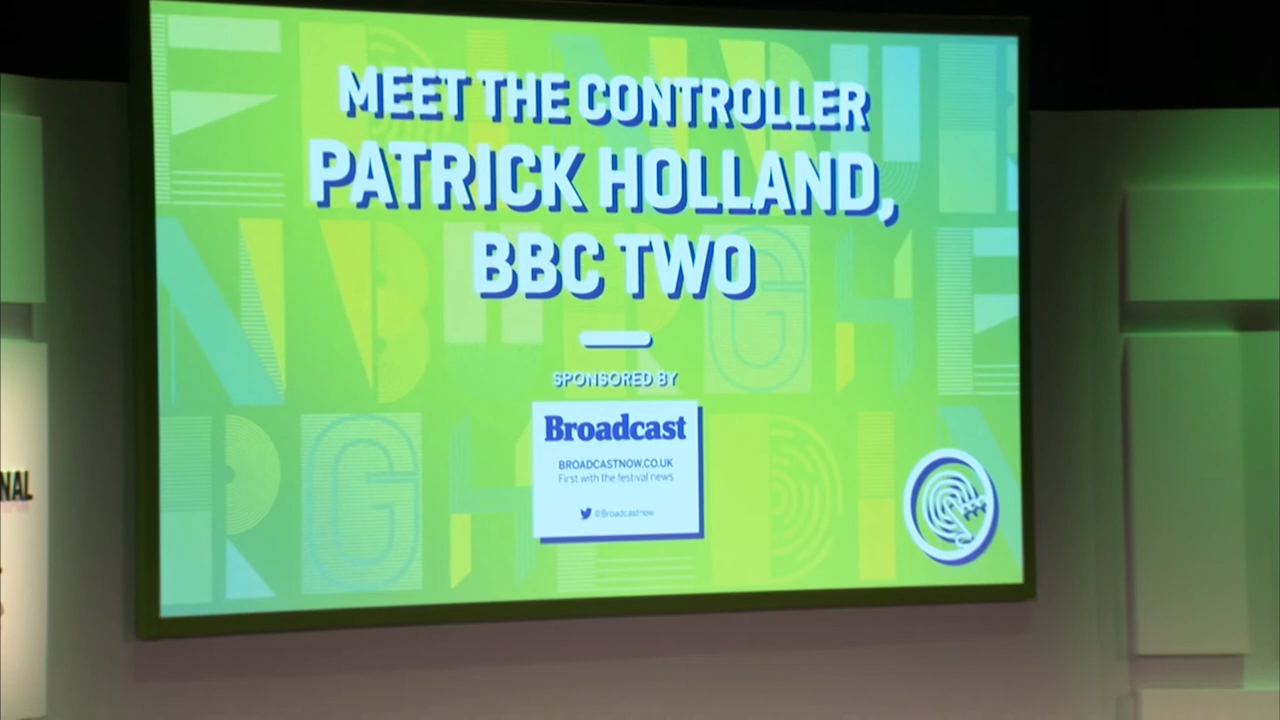 MEET THE CONTROLLER
PATRICK HOLLAND,
BBC TWO
SPONSORED BY
Broadcast
BROADCASTNOW.CO.UK
First with the festival news
@Broadcastnow
NAL